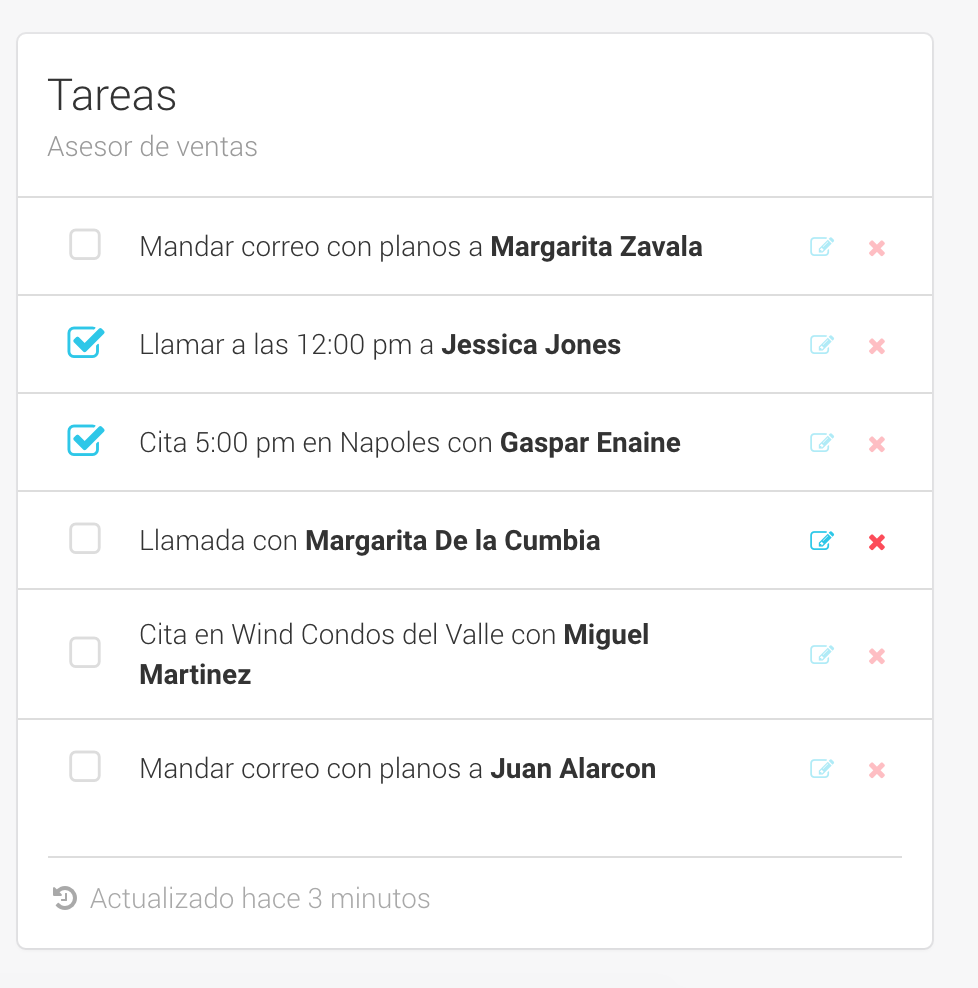 Tareas
Asesor de ventas
Mandar correo con planos a Margarita Zavala
Llamar a las 12:00 pm a Jessica Jones
Cita 5:00 pm en Napoles con Gaspar Enaine
Llamada con Margarita De la Cumbia
Cita en Wind Condos del Valle con Miguel
Martinez
Mandar correo con planos a Juan Alarcon
Actualizado hace 3 minutos